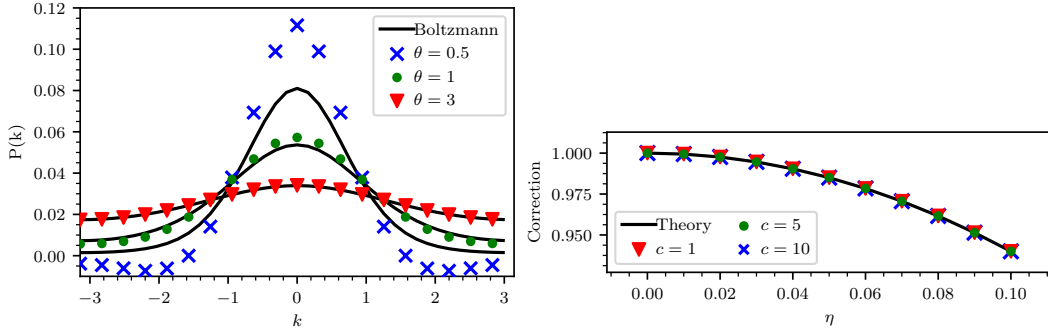 0.12
0.10
0.08
0.06
0.04
0.02
0.00
P(k)
−3 −2 −1 0 1 2 3
k
Boltzmann
θ = 0.5
θ = 1
θ = 3
1.000
0.975
0.950
Correction
0.00 0.02 0.04 0.06 0.08 0.10
η
Theory
c = 1
c = 5
c = 10